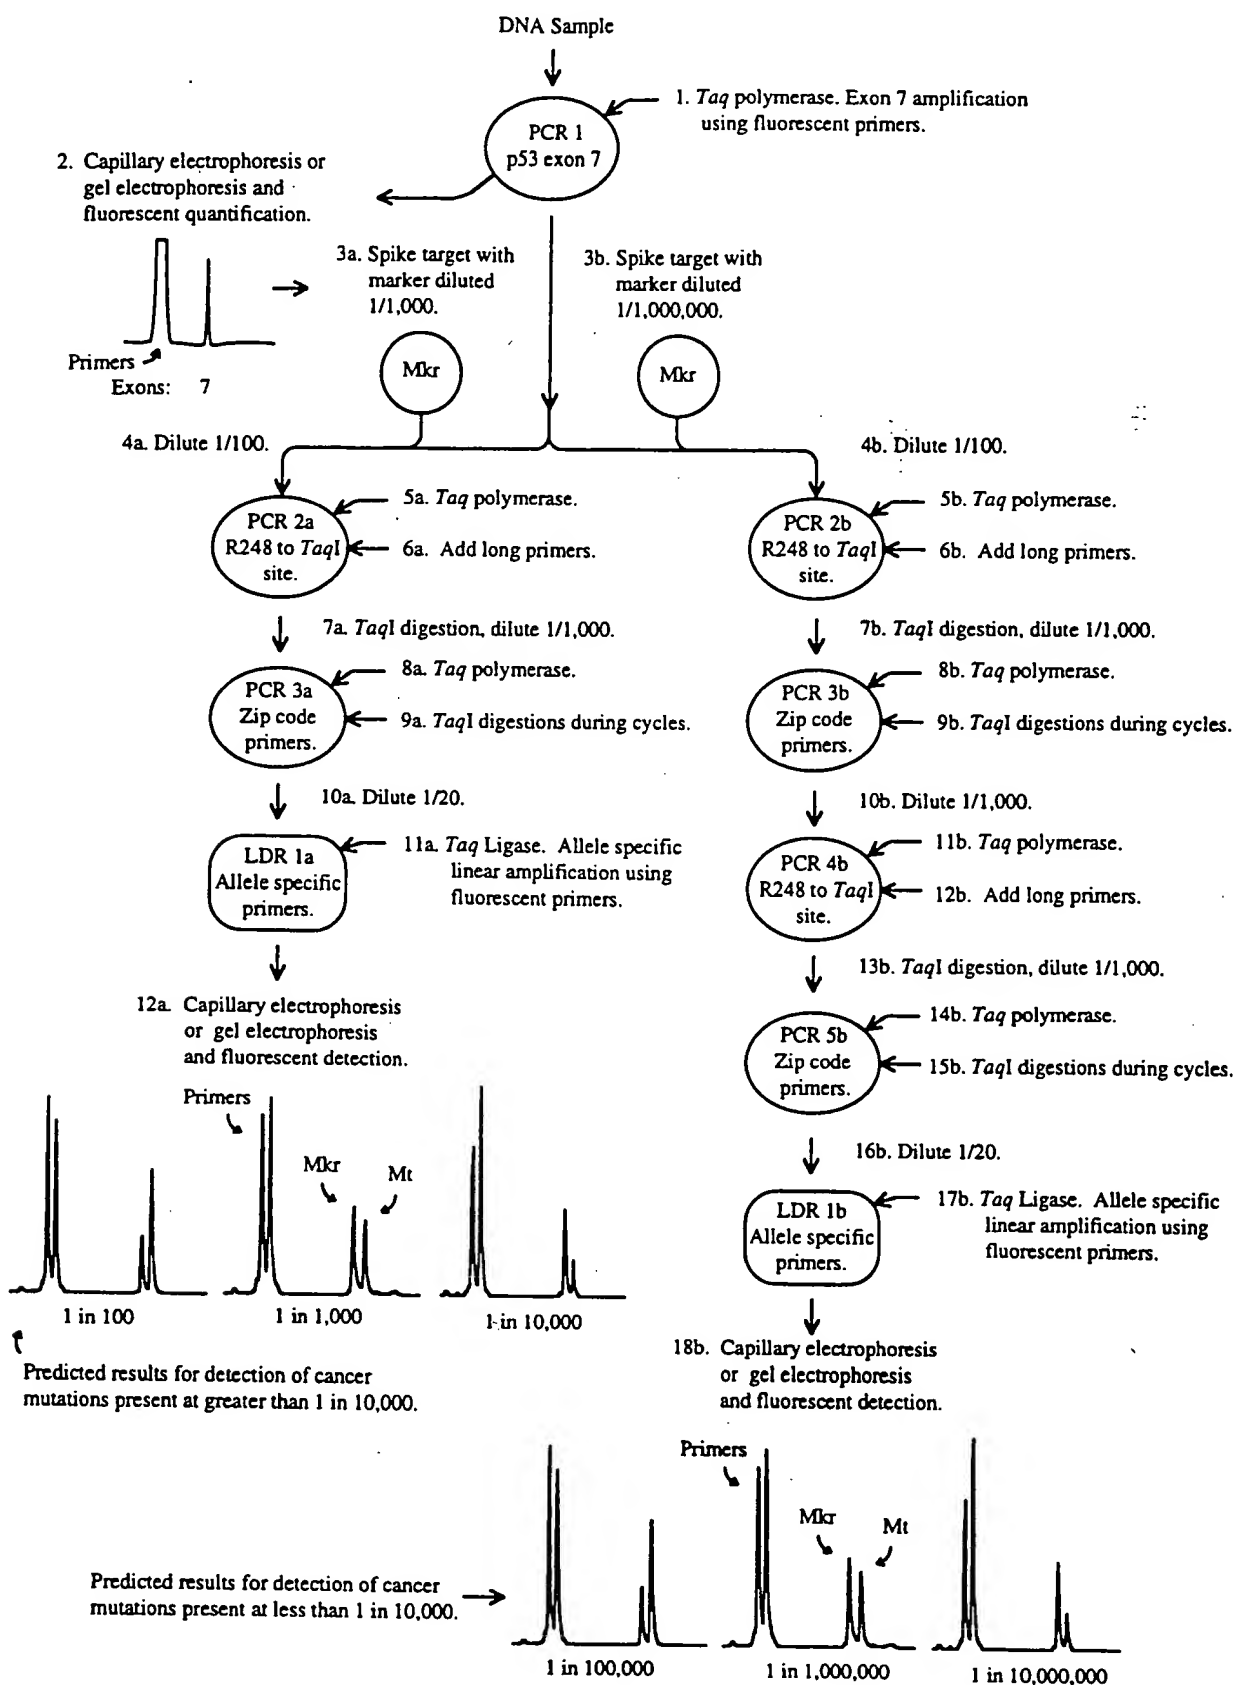 DNA Sample
PCR 1
p53 exon 7
1. Taq polymerase. Exon 7 amplification
using fluorescent primers.
2. Capillary electrophoresis or
gel electrophoresis and
fluorescent quantification.
Primers
Exons: 7
3a. Spike target with
marker diluted
1/1,000.
3b. Spike target with
marker diluted
1/1,000,000.
Mkr
Mkr
4a. Dilute 1/100.
4b. Dilute 1/100.
PCR 2a
R248 to TaqI
site.
5a. Taq polymerase.
6a. Add long primers.
PCR 2b
R248 to TaqI
site.
5b. Taq polymerase.
6b. Add long primers.
7a. TaqI digestion, dilute 1/1,000.
7b. TaqI digestion, dilute 1/1,000.
PCR 3a
Zip code
primers.
8a. Taq polymerase.
9a. TaqI digestions during cycles.
PCR 3b
Zip code
primers.
8b. Taq polymerase.
9b. TaqI digestions during cycles.
10a. Dilute 1/20.
10b. Dilute 1/1,000.
LDR 1a
Allele specific
primers.
11a. Taq Ligase. Allele specific
linear amplification using
fluorescent primers.
PCR 4b
R248 to TaqI
site.
11b. Taq polymerase.
12b. Add long primers.
13b. TaqI digestion, dilute 1/1,000.
12a. Capillary electrophoresis
or gel electrophoresis
and fluorescent detection.
PCR 5b
Zip code
primers.
14b. Taq polymerase.
15b. TaqI digestions during cycles.
Primers
Mkr
Mt
16b. Dilute 1/20.
LDR 1b
Allele specific
primers.
17b. Taq Ligase. Allele specific
linear amplification using
fluorescent primers.
1 in 100
1 in 1,000
1 in 10,000
Predicted results for detection of cancer
mutations present at greater than 1 in 10,000.
18b. Capillary electrophoresis
or gel electrophoresis
and fluorescent detection.
Primers
Mkr
Mt
Predicted results for detection of cancer
mutations present at less than 1 in 10,000.
1 in 100,000
1 in 1,000,000
1 in 10,000,000